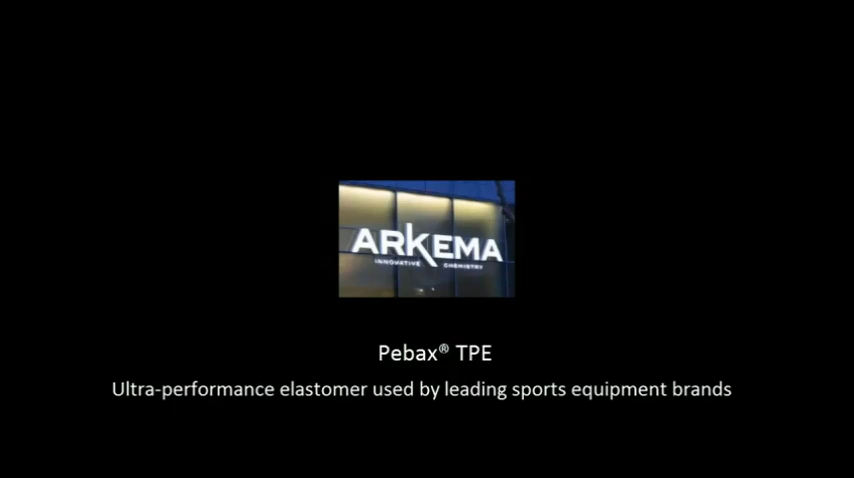 ARKEMA
INNOVATIVE CHEMISTRY
Pebax® TPE
Ultra-performance elastomer used by leading sports equipment brands